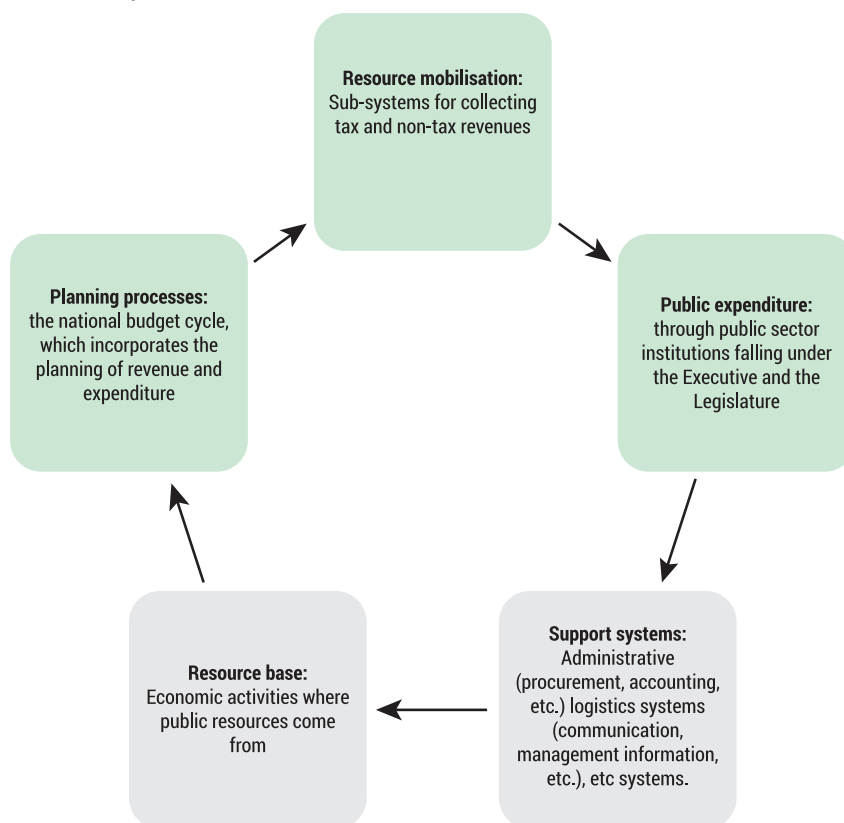 Resource mobilisation:
Sub-systems for collecting
tax and non-tax revenues
Planning processes:
the national budget cycle,
which incorporates the
planning of revenue and
expenditure
Public expenditure:
through public sector
institutions falling under
the Executive and the
Legislature
Resource base:
Economic activities where
public resources come
from
Support systems:
Administrative
(procurement, accounting,
etc.) logistics systems
(communication,
management information,
etc.), etc systems.